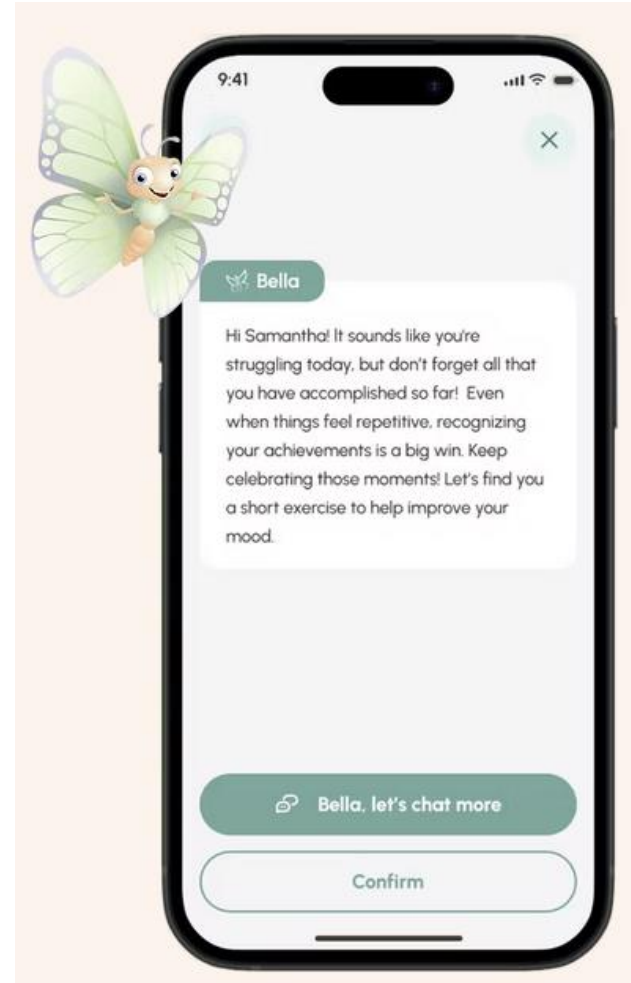 9:41
Bella
Hi Samantha! It sounds like you're
struggling today, but don't forget all that
you have accomplished so far!  Even
when things feel repetitive, recognizing
your achievements is a big win. Keep
celebrating those moments! Let's find you
a short exercise to help improve your
mood.
Bella, let's chat more
Confirm